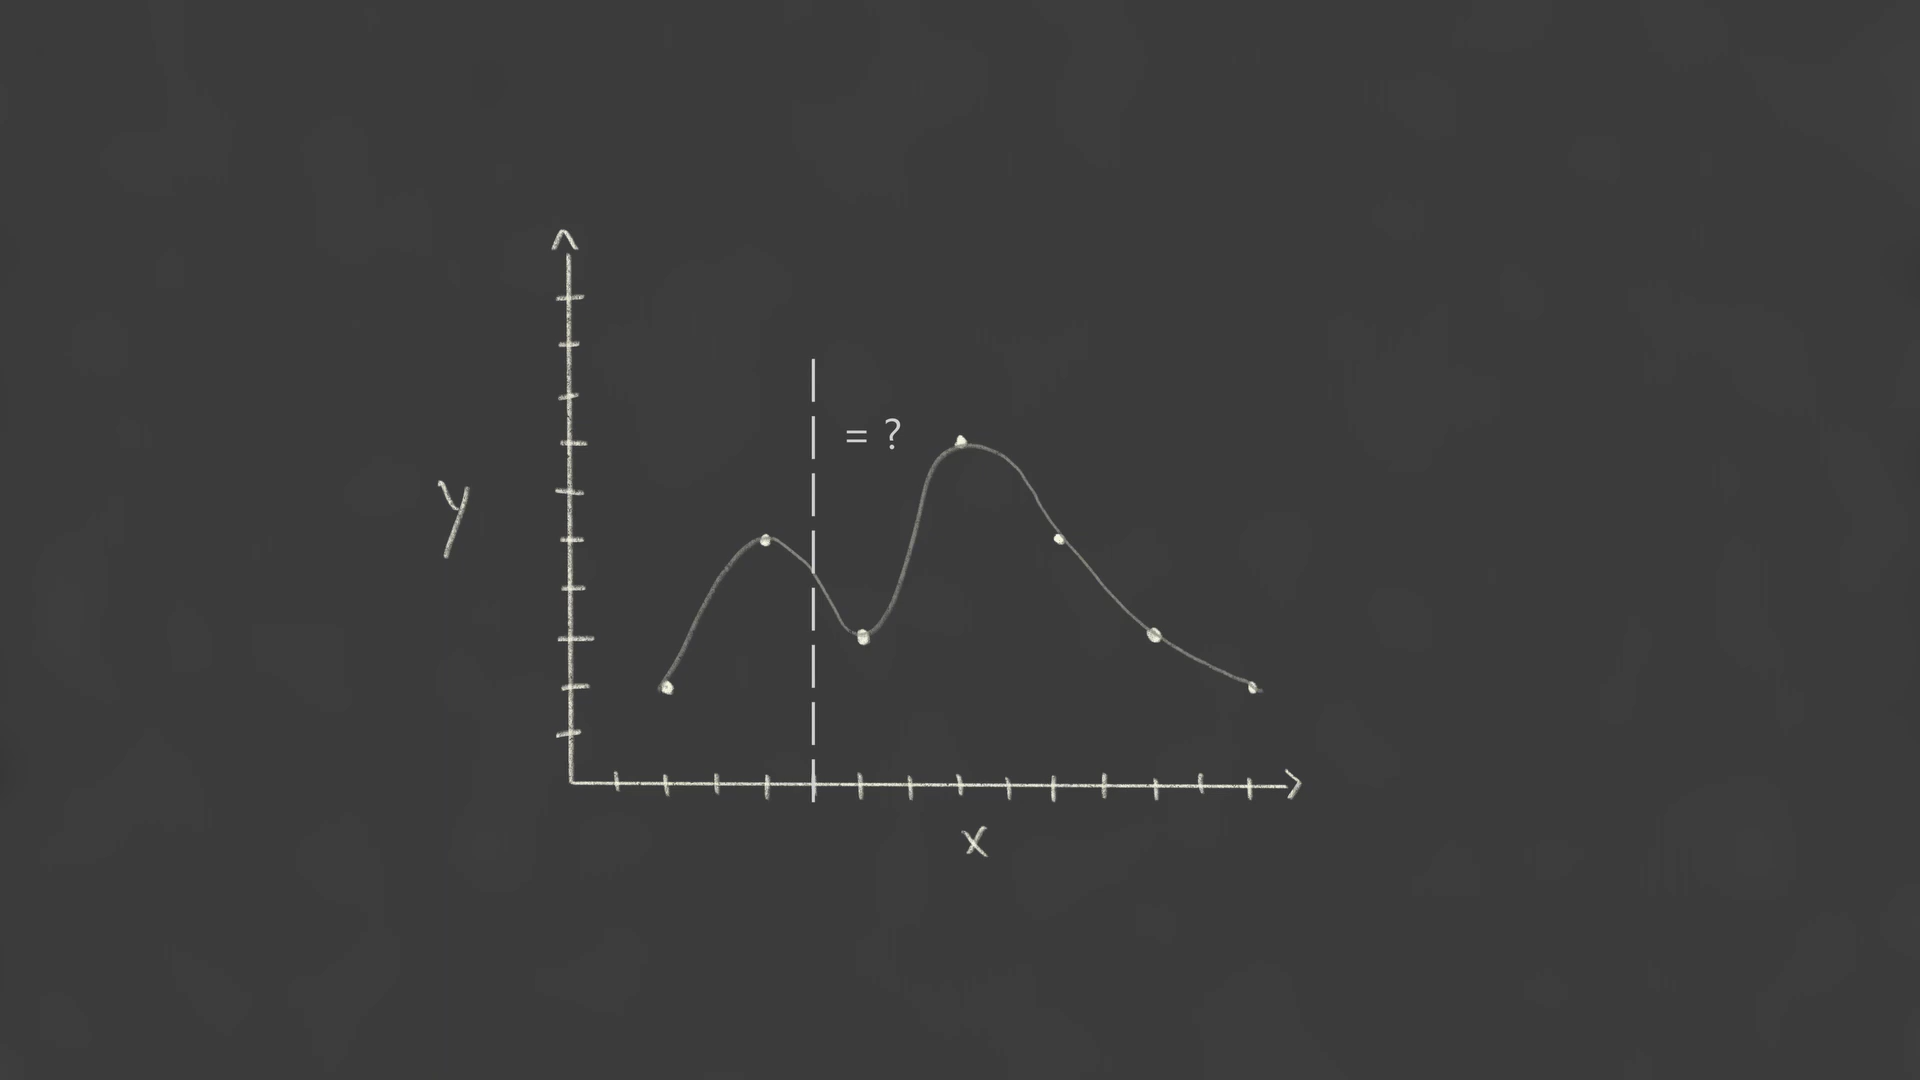 = ?
y
x